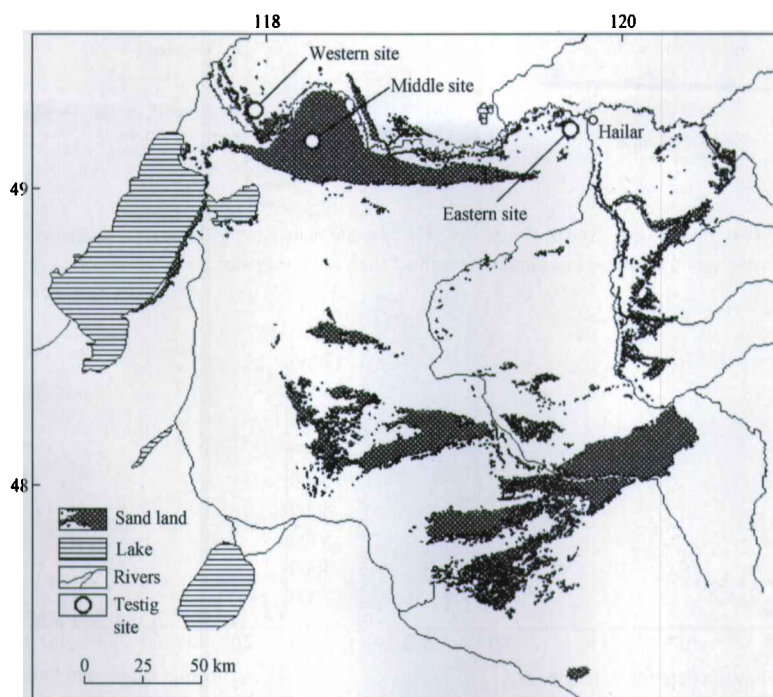 118 120
Western site
Middle site
Hailar
49
Eastern site
48
Sand land
Lake
Rivers
Testig
site
0 25 50 km